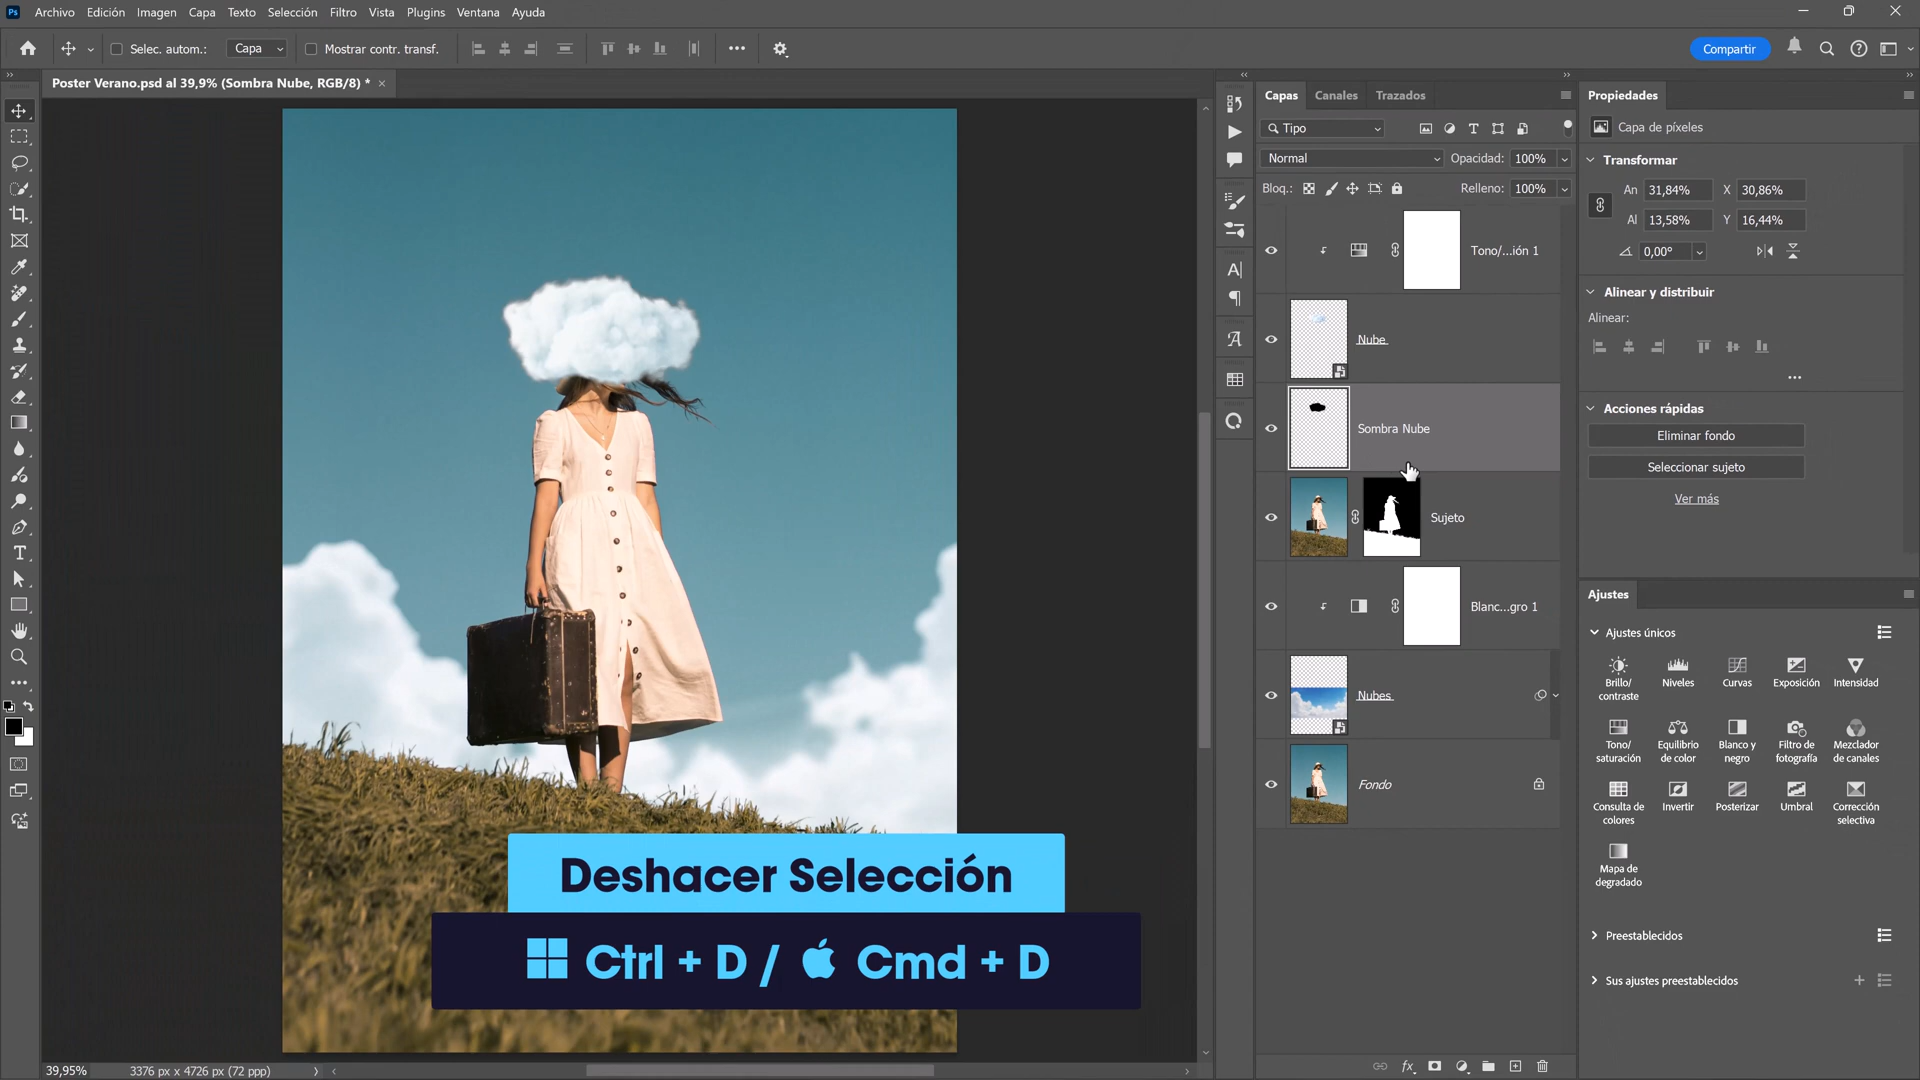 Ps Archivo Edición Imagen Capa Texto Selección Filtro Vista Plugins Ventana Ayuda
Selec. autom.: Capa Mostrar contr. transf. Compartir
Poster Verano.psd al 39,9% (Sombra Nube, RGB/8) *
Capas Canales Trazados
Tipo
Normal Opacidad: 100%
Bloq.: Relleno: 100%
Tono/...ión 1
Nube
Sombra Nube
Sujeto
Blanc...gro 1
Nubes
Fondo
Propiedades
Capa de píxeles
Transformar
An 31,84% X 30,86%
Al 13,58% Y 16,44%
0,00°
Alinear y distribuir
Alinear:
Acciones rápidas
Eliminar fondo
Seleccionar sujeto
Ver más
Ajustes
Ajustes únicos
Brillo/
contraste
Niveles
Curvas
Exposición
Intensidad
Tono/
saturación
Equilibrio
de color
Blanco y
negro
Filtro de
fotografía
Mezclador
de canales
Consulta de
colores
Invertir
Posterizar
Umbral
Corrección
selectiva
Mapa de
degradado
Preestablecidos
Sus ajustes preestablecidos
Deshacer Selección
Ctrl + D / Cmd + D
39,95% 3376 px x 4726 px (72 ppp)
fx